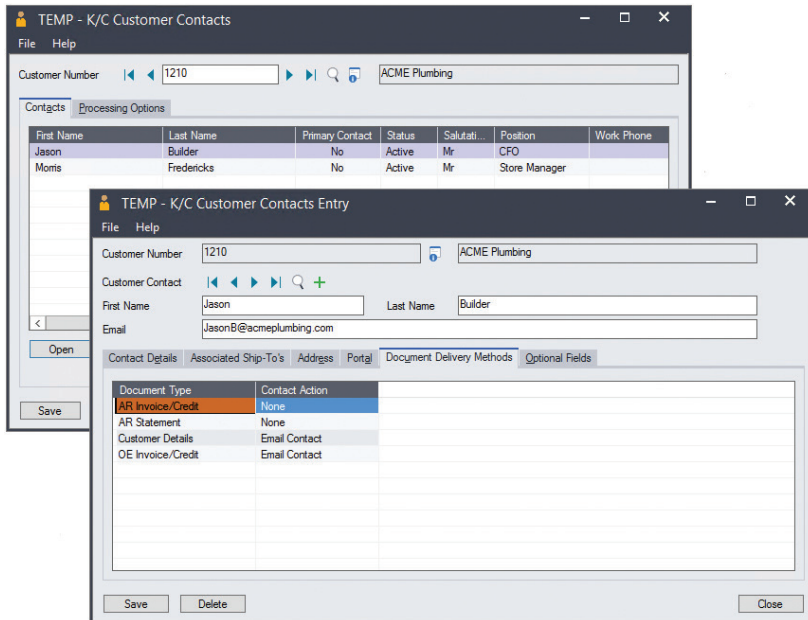 TEMP - K/C Customer Contacts
File Help
Customer Number 1210 ACME Plumbing
Contacts Processing Options
First Name Last Name Primary Contact Status Salutati... Position Work Phone
Jason Builder No Active Mr CFO
Morris Fredericks No Active Mr Store Manager
Open
Save
TEMP - K/C Customer Contacts Entry
File Help
Customer Number 1210 ACME Plumbing
Customer Contact
First Name Jason Last Name Builder
Email JasonB@acmeplumbing.com
Contact Details Associated Ship-To's Address Portal Document Delivery Methods Optional Fields
Document Type Contact Action
AR Invoice/Credit None
AR Statement None
Customer Details Email Contact
OE Invoice/Credit Email Contact
Save Delete Close